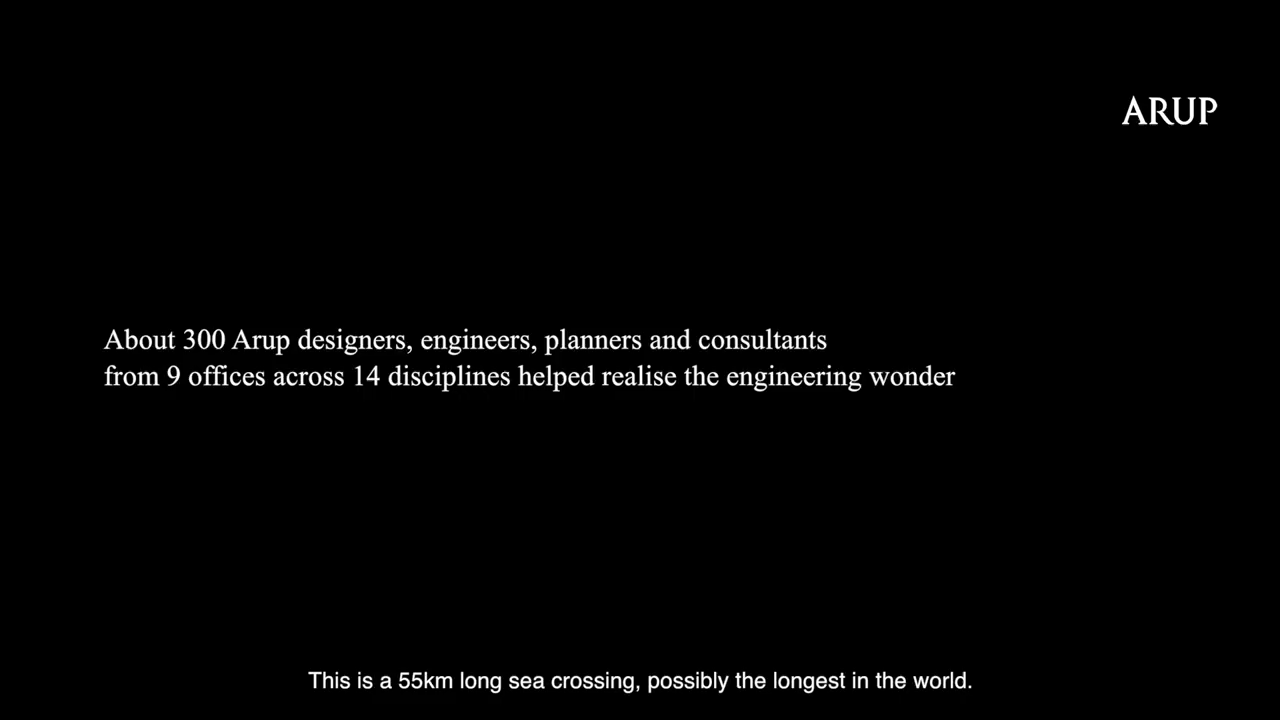 ARUP
About 300 Arup designers, engineers, planners and consultants
from 9 offices across 14 disciplines helped realise the engineering wonder
This is a 55km long sea crossing, possibly the longest in the world.